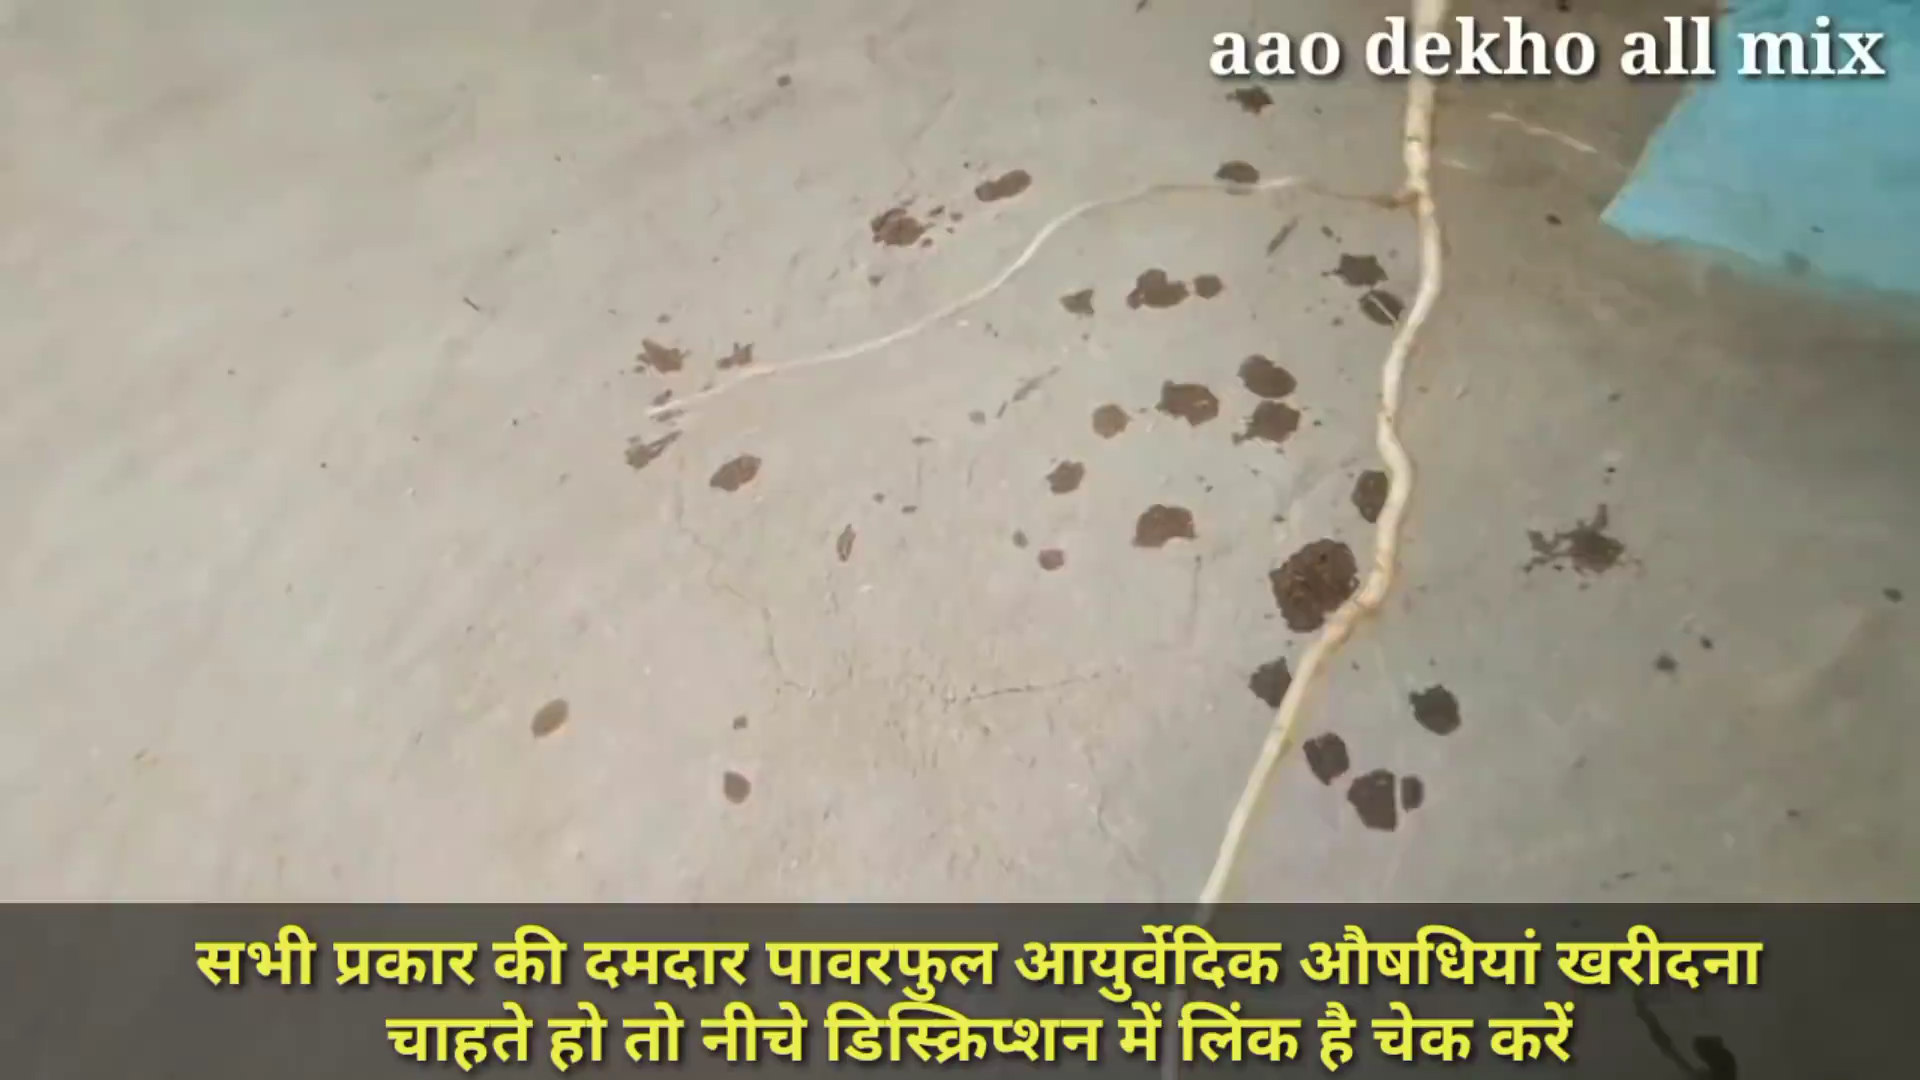 aao dekho all mix
सभी प्रकार की दमदार पावरफुल आयुर्वेदिक औषधियां खरीदना
चाहते हो तो नीचे डिस्क्रिप्शन में लिंक है चेक करें